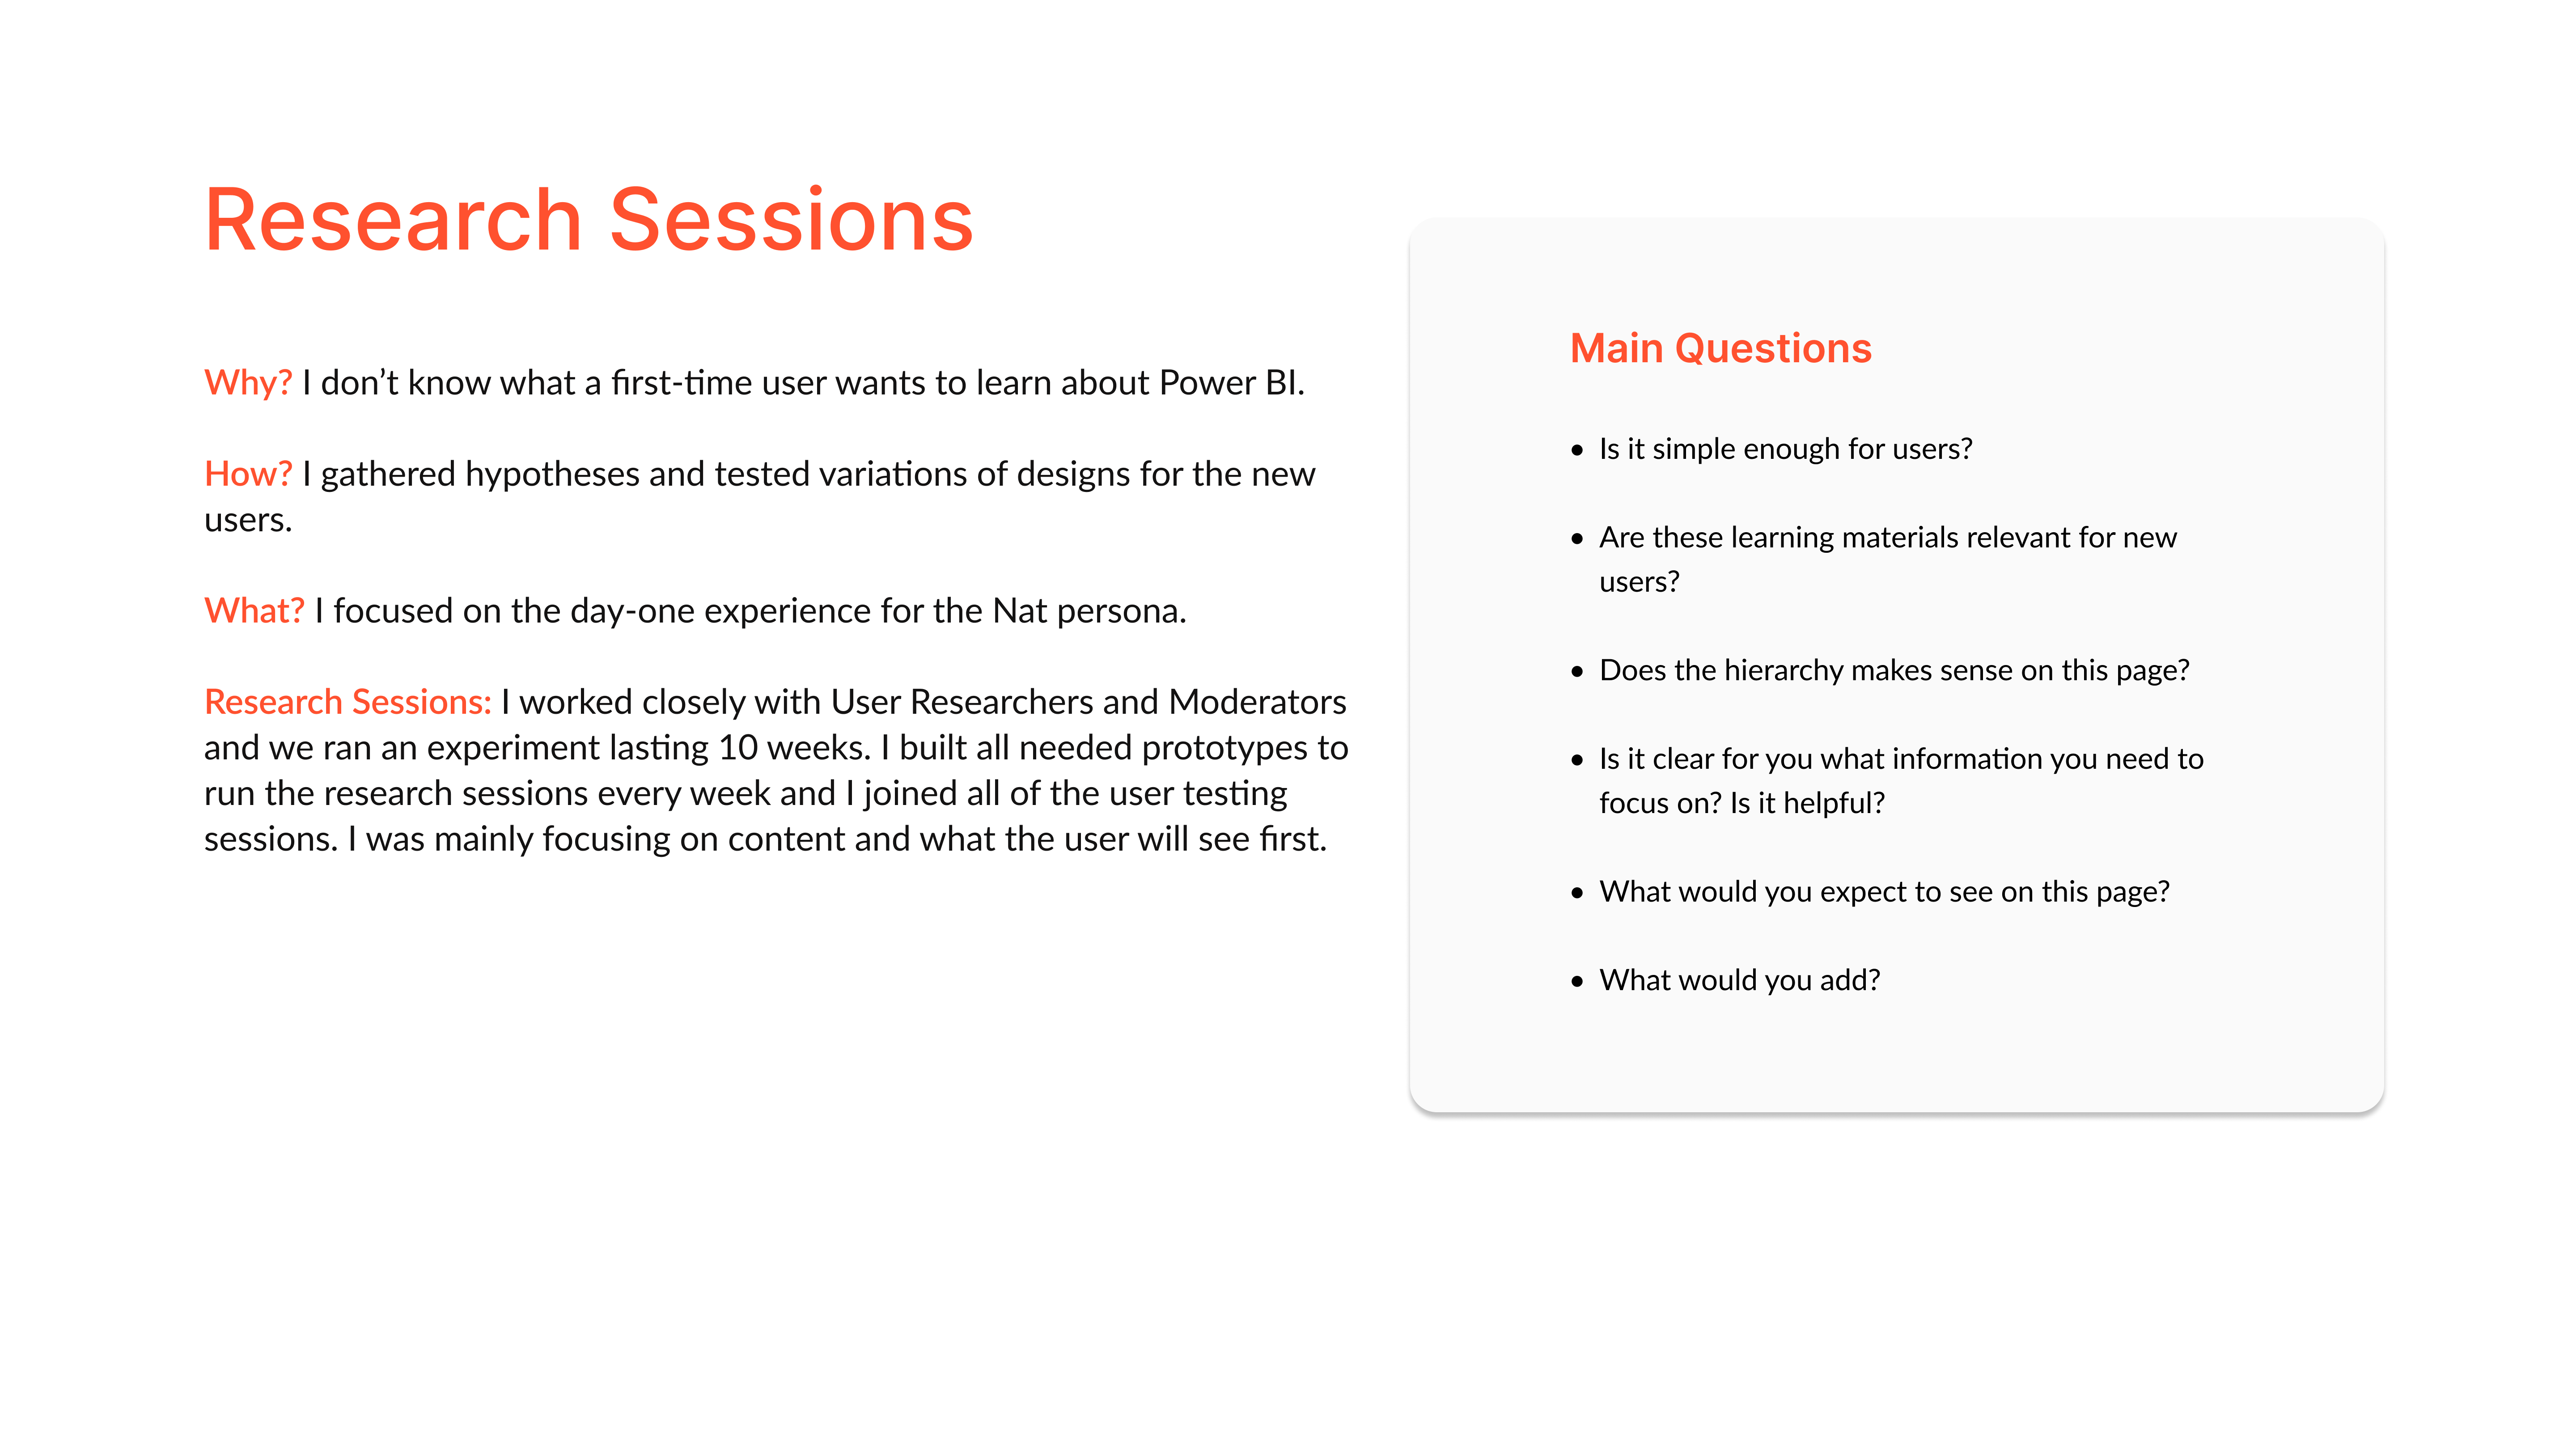 Research Sessions
Why? I don’t know what a first-time user wants to learn about Power BI.
How? I gathered hypotheses and tested variations of designs for the new
users.
What? I focused on the day-one experience for the Nat persona.
Research Sessions: I worked closely with User Researchers and Moderators
and we ran an experiment lasting 10 weeks. I built all needed prototypes to
run the research sessions every week and I joined all of the user testing
sessions. I was mainly focusing on content and what the user will see first.
Main Questions
• Is it simple enough for users?
• Are these learning materials relevant for new
users?
• Does the hierarchy makes sense on this page?
• Is it clear for you what information you need to
focus on? Is it helpful?
• What would you expect to see on this page?
• What would you add?